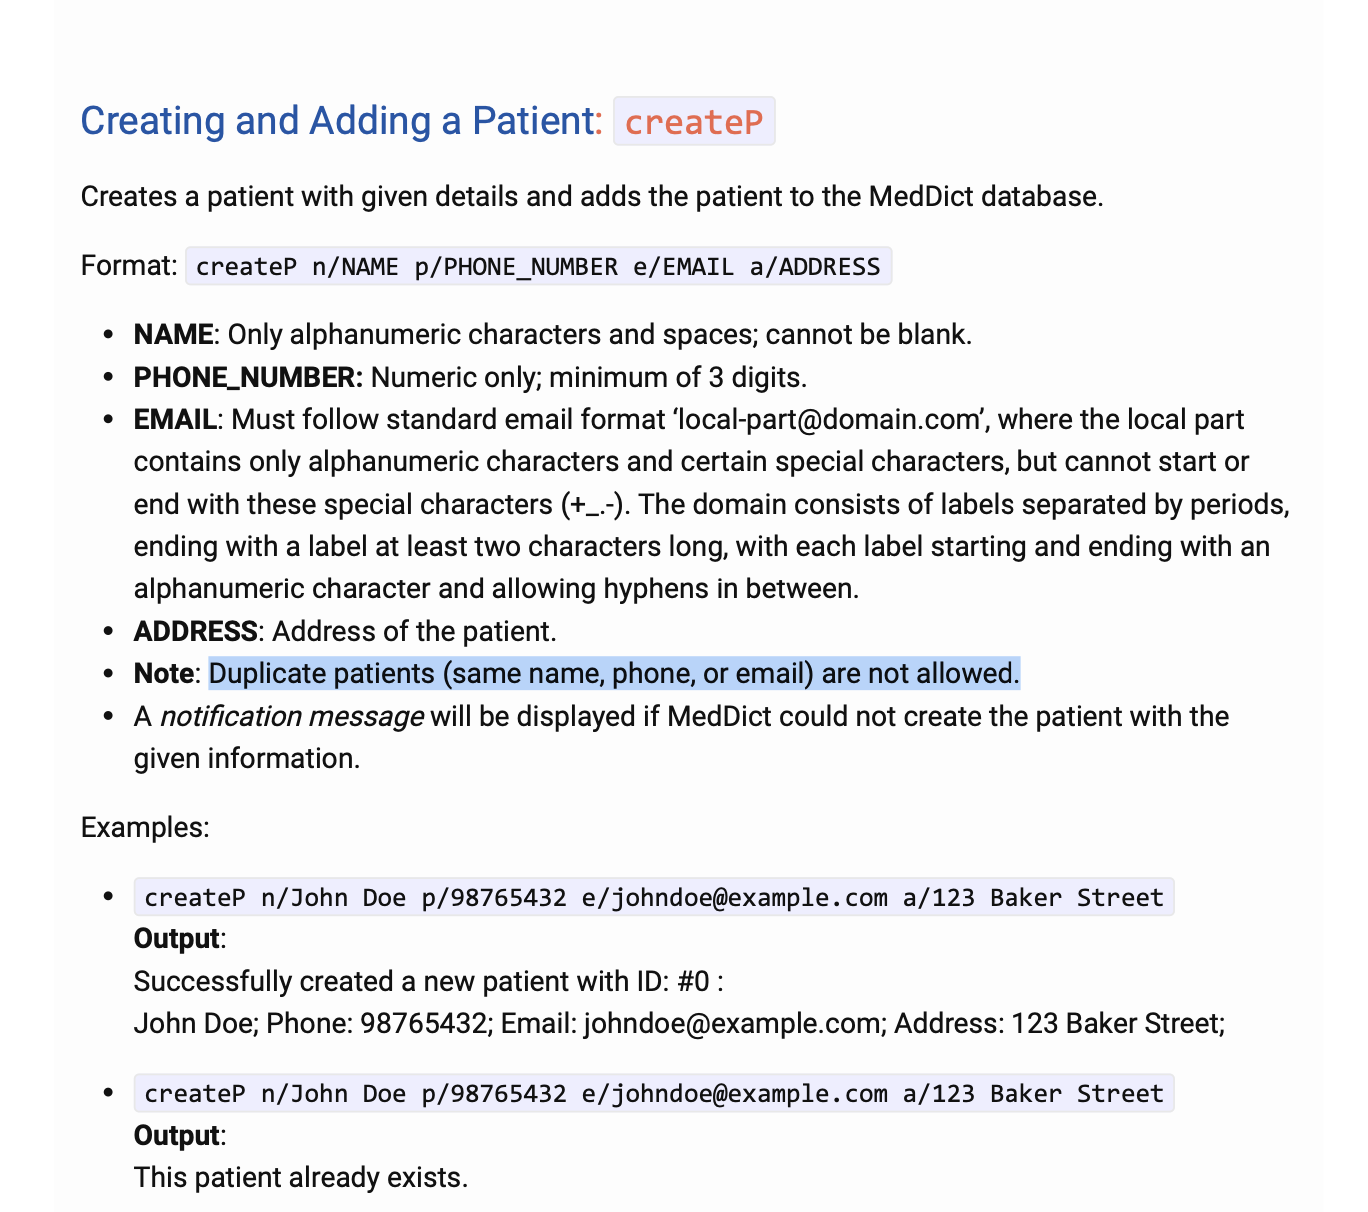 Creating and Adding a Patient: createP
Creates a patient with given details and adds the patient to the MedDict database.
Format: createP n/NAME p/PHONE_NUMBER e/EMAIL a/ADDRESS
• NAME: Only alphanumeric characters and spaces; cannot be blank.
• PHONE_NUMBER: Numeric only; minimum of 3 digits.
• EMAIL: Must follow standard email format ‘local-part@domain.com’, where the local part
contains only alphanumeric characters and certain special characters, but cannot start or
end with these special characters (+_.-). The domain consists of labels separated by periods,
ending with a label at least two characters long, with each label starting and ending with an
alphanumeric character and allowing hyphens in between.
• ADDRESS: Address of the patient.
• Note: Duplicate patients (same name, phone, or email) are not allowed.
• A notification message will be displayed if MedDict could not create the patient with the
given information.
Examples:
• createP n/John Doe p/98765432 e/johndoe@example.com a/123 Baker Street
Output:
Successfully created a new patient with ID: #0 :
John Doe; Phone: 98765432; Email: johndoe@example.com; Address: 123 Baker Street;
• createP n/John Doe p/98765432 e/johndoe@example.com a/123 Baker Street
Output:
This patient already exists.